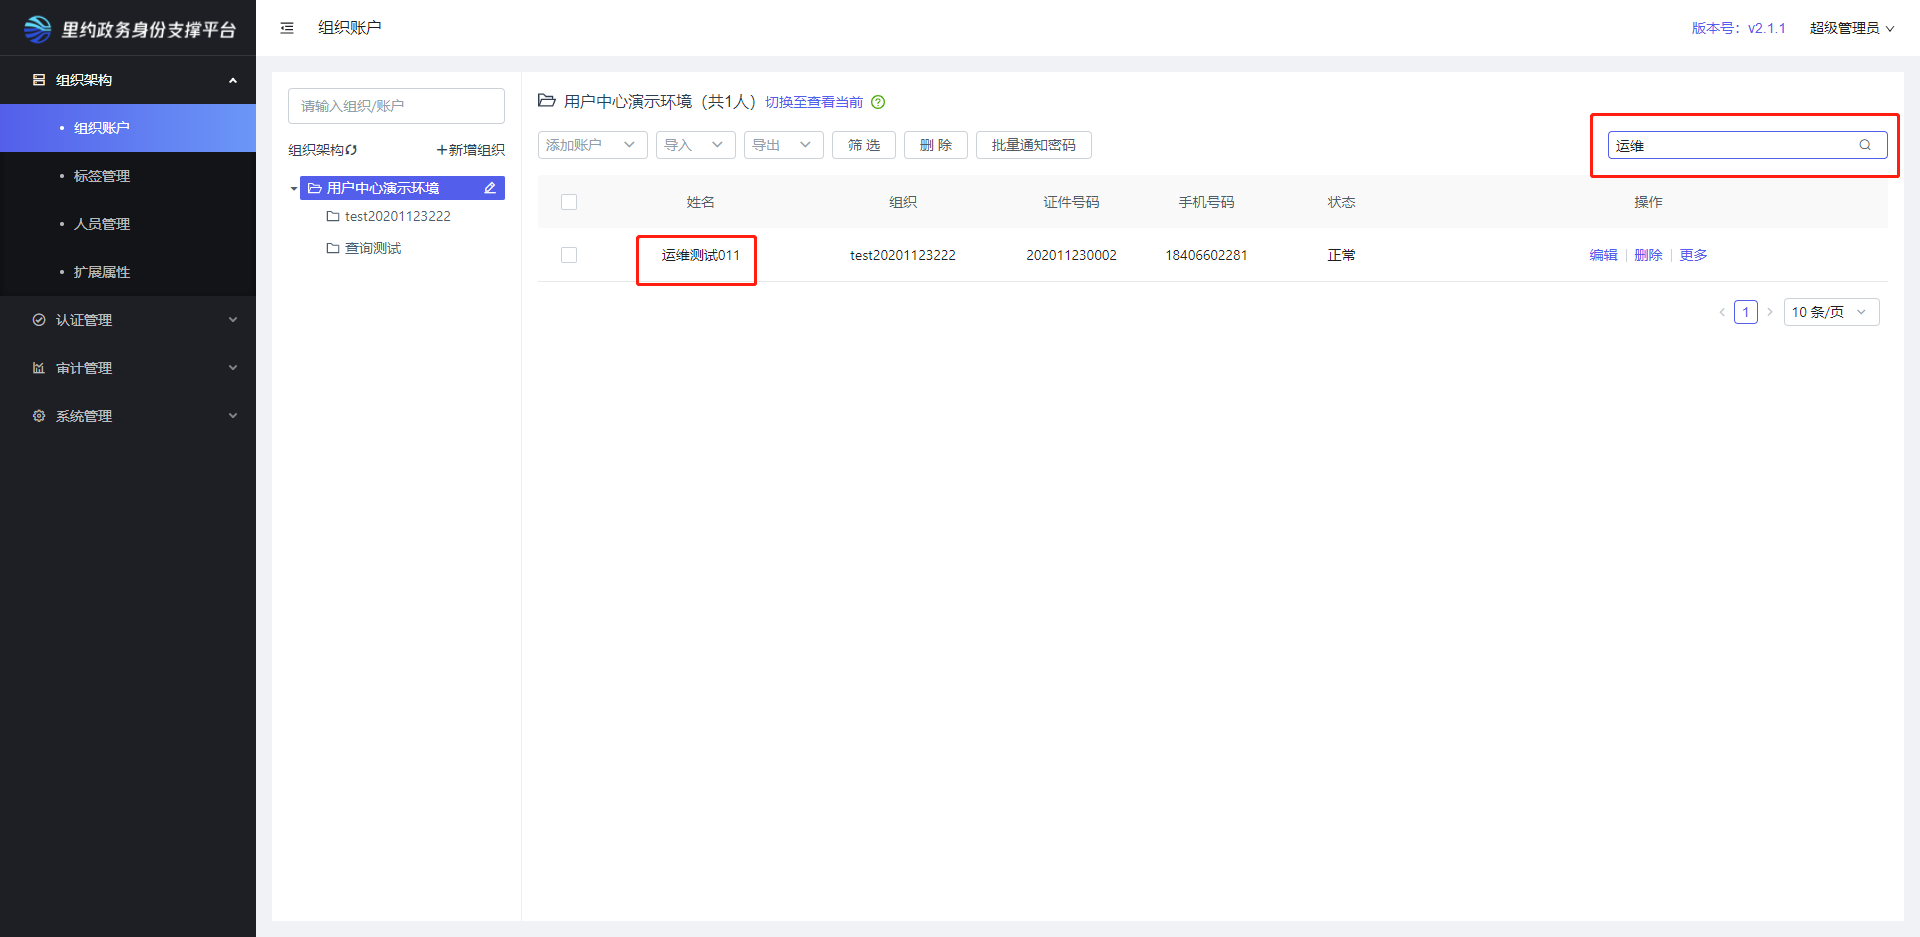 里约政务身份支撑平台
组织账户
版本号：v2.1.1
超级管理员
组织架构
组织账户
标签管理
人员管理
扩展属性
认证管理
审计管理
系统管理
请输入组织/账户
组织架构
新增组织
用户中心演示环境
test20201123222
查询测试
用户中心演示环境（共1人）切换至查看当前
添加账户 导入 导出 筛 选 删 除 批量通知密码
运维
姓名 组织 证件号码 手机号码 状态 操作
运维测试011 test20201123222 202011230002 18406602281 正常 编辑 删除 更多
1 10 条/页